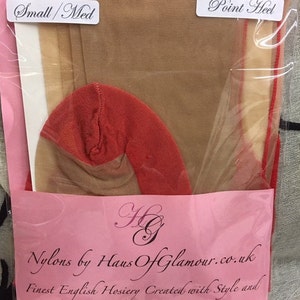 Small / Med
Point Heel
HG
Nylons by HausOfGlamour.co.uk
Finest English Hosiery Created with Style and